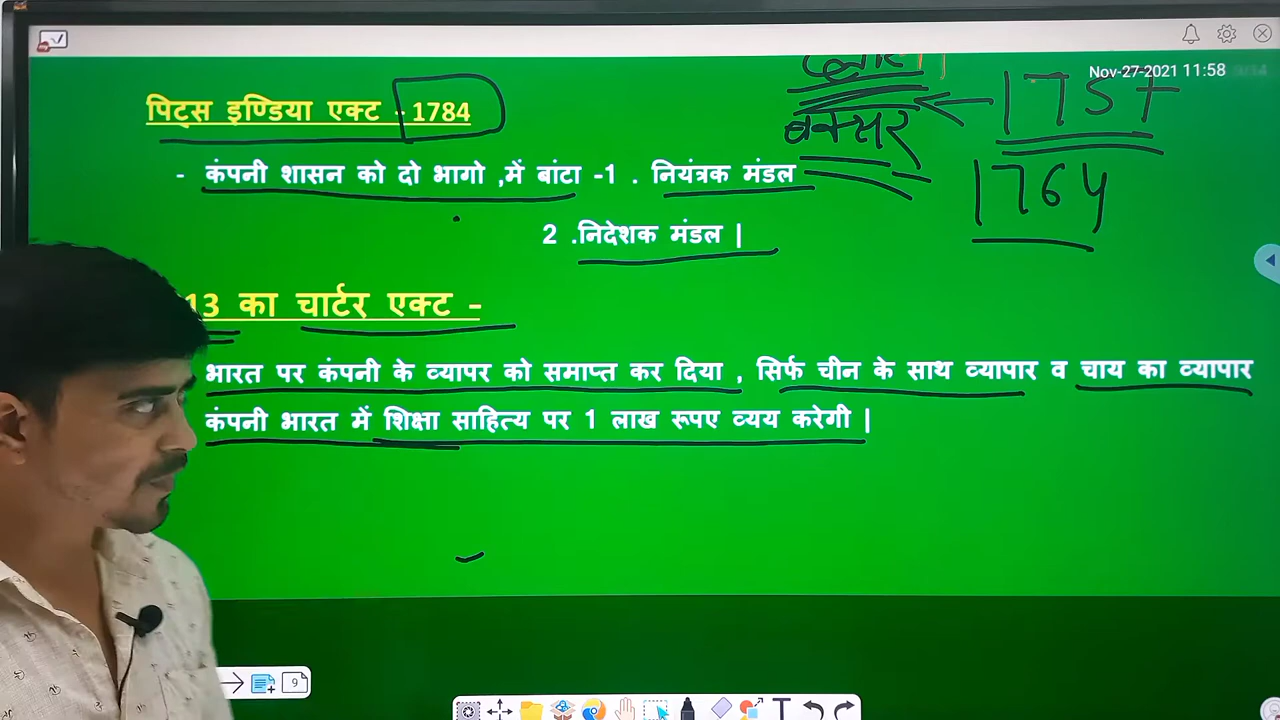 Nov-27-2021 11:58
1757
बक्सर
1764
पिट्स इण्डिया एक्ट - 1784
- कंपनी शासन को दो भागो ,में बांटा -1 . नियंत्रक मंडल
2 .निदेशक मंडल |
13 का चार्टर एक्ट -
भारत पर कंपनी के व्यापर को समाप्त कर दिया , सिर्फ चीन के साथ व्यापार व चाय का व्यापार
कंपनी भारत में शिक्षा साहित्य पर 1 लाख रूपए व्यय करेगी |
9